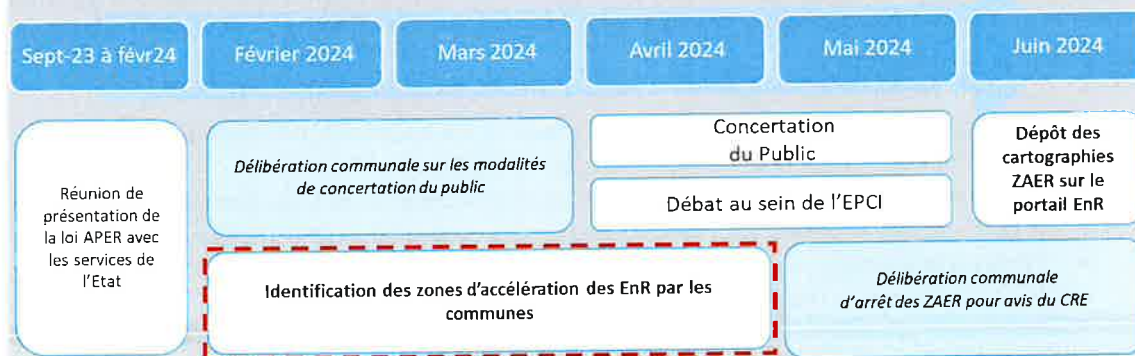 Sept-23 à févr24
Février 2024
Mars 2024
Avril 2024
Mai 2024
Juin 2024
Réunion de
présentation de
la loi APER avec
les services de
l'Etat
Délibération communale sur les modalités
de concertation du public
Concertation
du Public
Débat au sein de l'EPCI
Dépôt des
cartographies
ZAER sur le
portail EnR
Identification des zones d'accélération des EnR par les
communes
Délibération communale
d'arrêt des ZAER pour avis du CRE